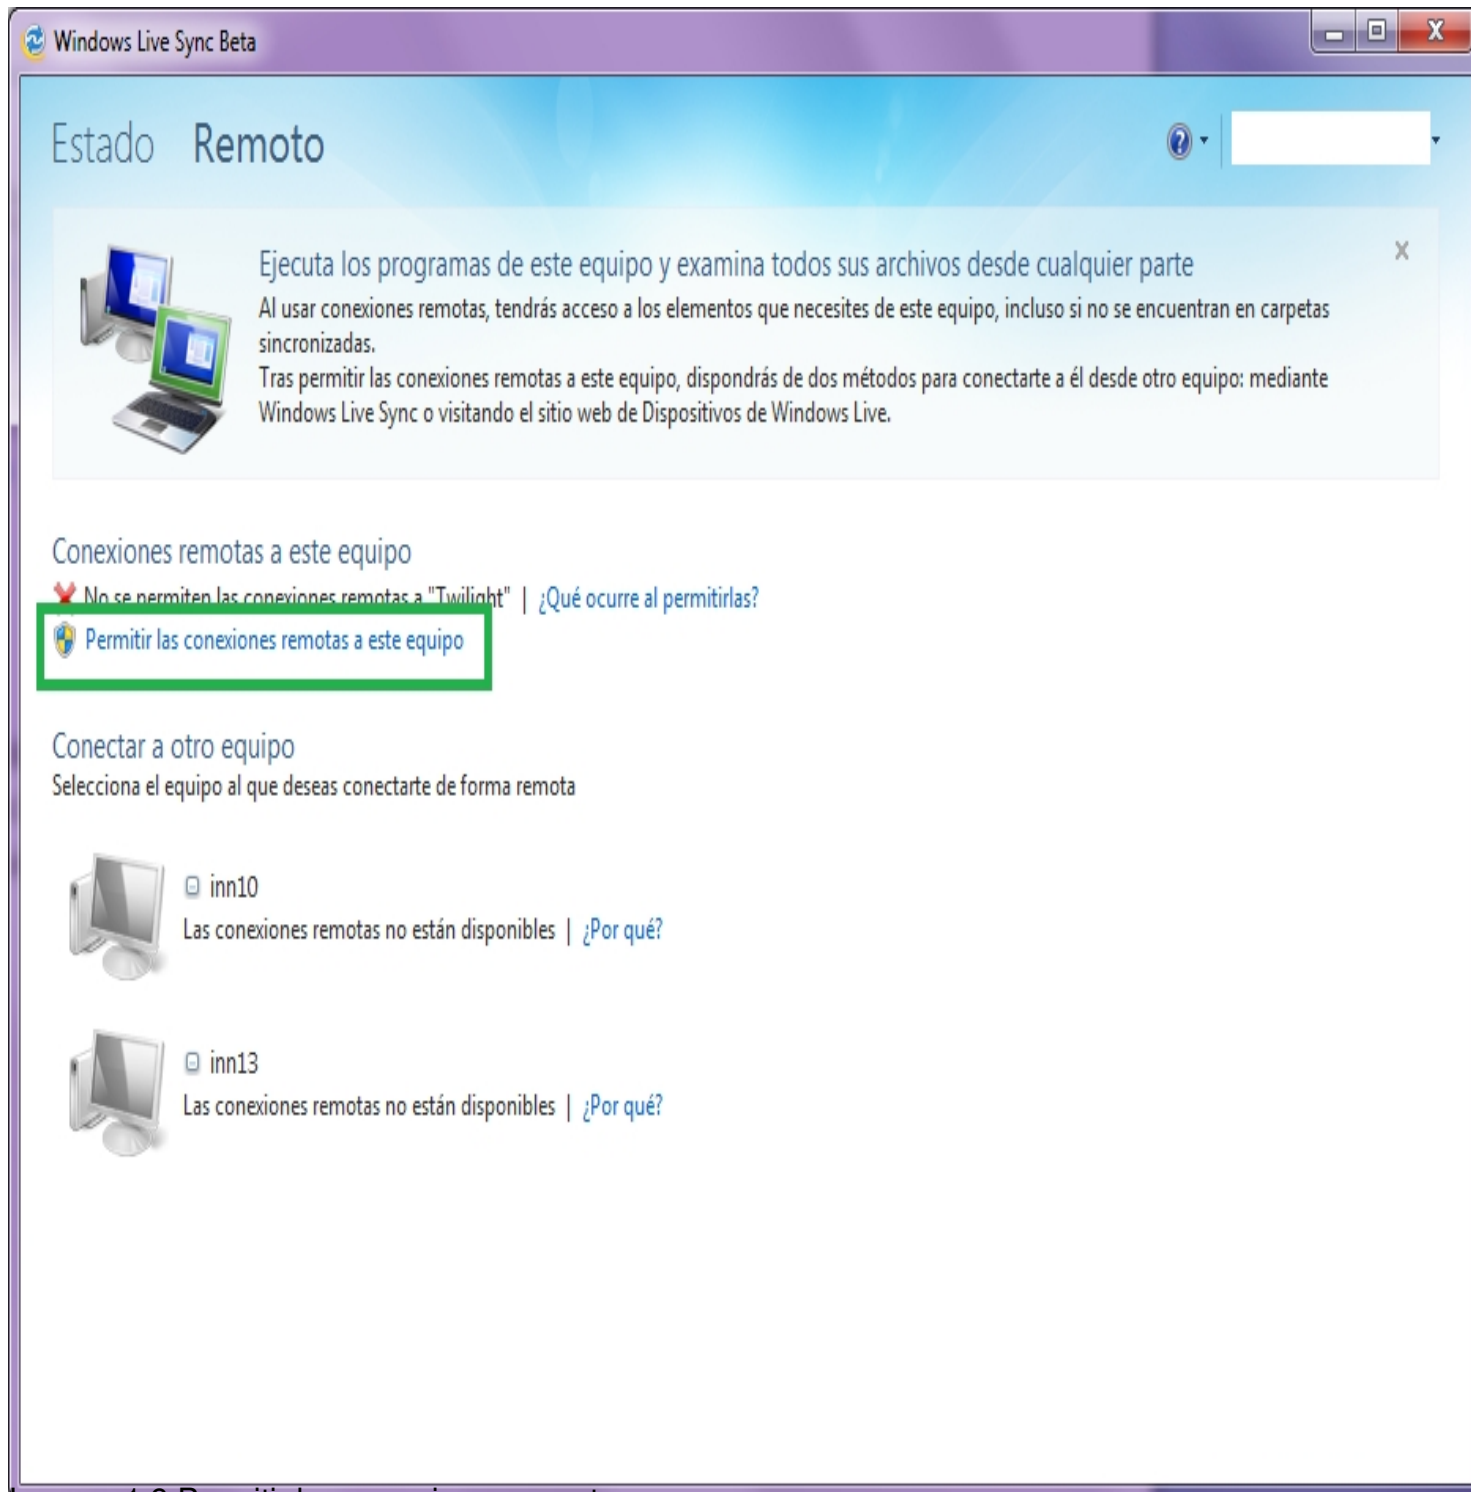 Windows Live Sync Beta
Estado Remoto
Ejecuta los programas de este equipo y examina todos sus archivos desde cualquier parte
Al usar conexiones remotas, tendrás acceso a los elementos que necesites de este equipo, incluso si no se encuentran en carpetas
sincronizadas.
Tras permitir las conexiones remotas a este equipo, dispondrás de dos métodos para conectarte a él desde otro equipo: mediante
Windows Live Sync o visitando el sitio web de Dispositivos de Windows Live.
Conexiones remotas a este equipo
No se permiten las conexiones remotas a "Twilight" | ¿Qué ocurre al permitirlas?
Permitir las conexiones remotas a este equipo
Conectar a otro equipo
Selecciona el equipo al que deseas conectarte de forma remota
inn10
Las conexiones remotas no están disponibles | ¿Por qué?
inn13
Las conexiones remotas no están disponibles | ¿Por qué?